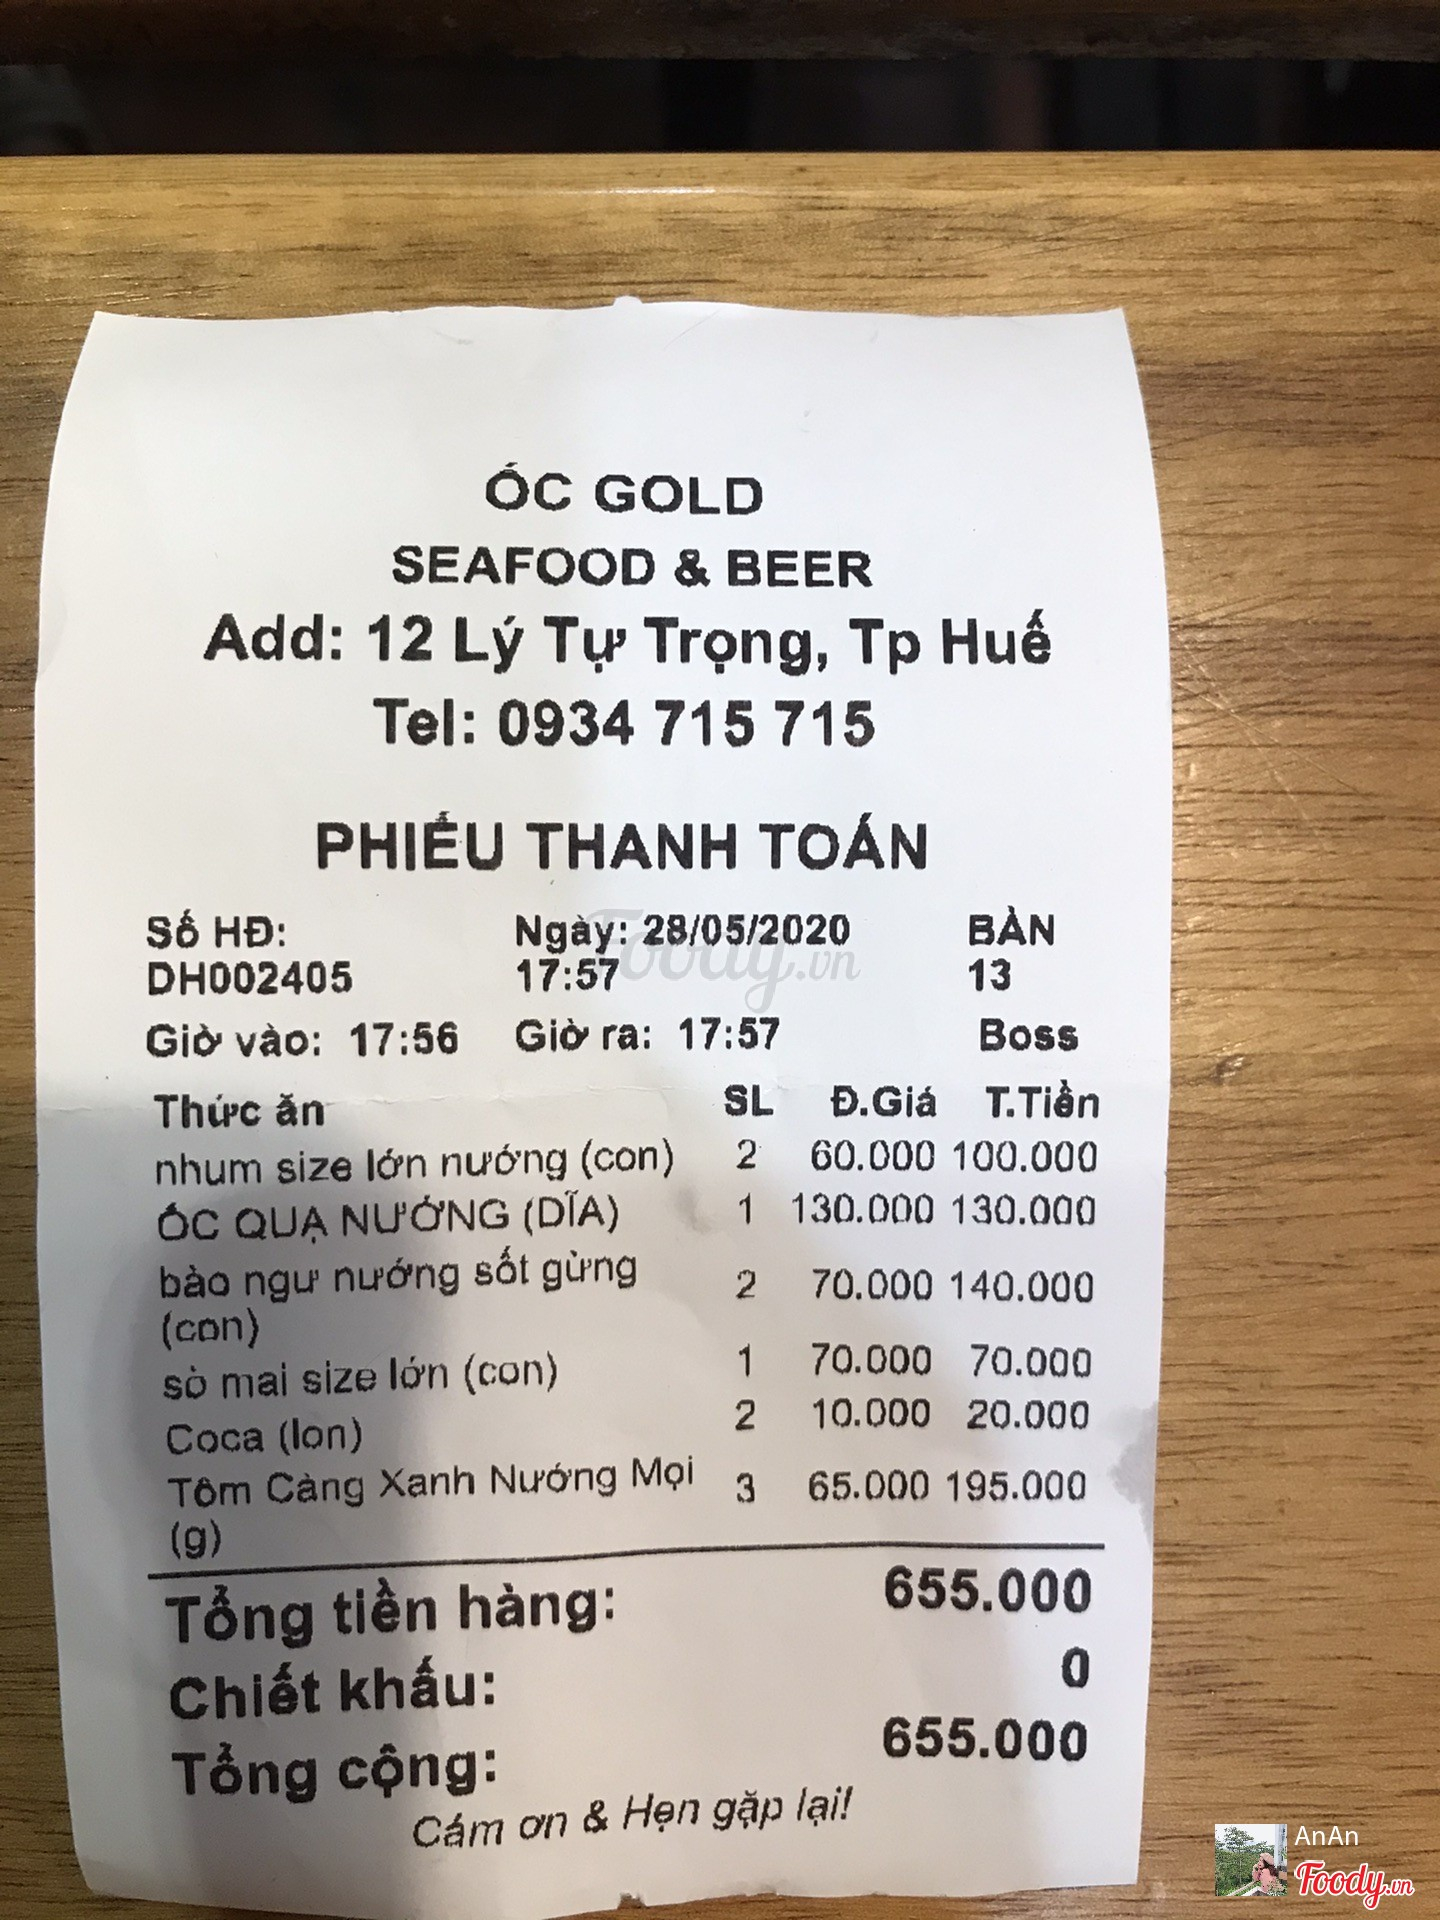 ỐC GOLD
SEAFOOD & BEER
Add: 12 Lý Tự Trọng, Tp Huế
Tel: 0934 715 715
PHIẾU THANH TOÁN
Số HĐ: Ngày: 28/05/2020 BÀN
DH002405 17:57 13
Foody.vn
Giờ vào: 17:56 Giờ ra: 17:57 Boss
Thức ăn SL Đ.Giá T.Tiền
nhum size lớn nướng (con) 2 60.000 100.000
ỐC QUẠ NƯỚNG (DĨA) 1 130.000 130.000
bào ngư nướng sốt gừng 2 70.000 140.000
(con)
sò mai size lớn (con) 1 70.000 70.000
Coca (lon) 2 10.000 20.000
Tôm Càng Xanh Nướng Mọi 3 65.000 195.000
(g)
Tổng tiền hàng: 655.000
Chiết khấu: 0
Tổng cộng: 655.000
Cám ơn & Hẹn gặp lại!
AnAn
Foody.vn